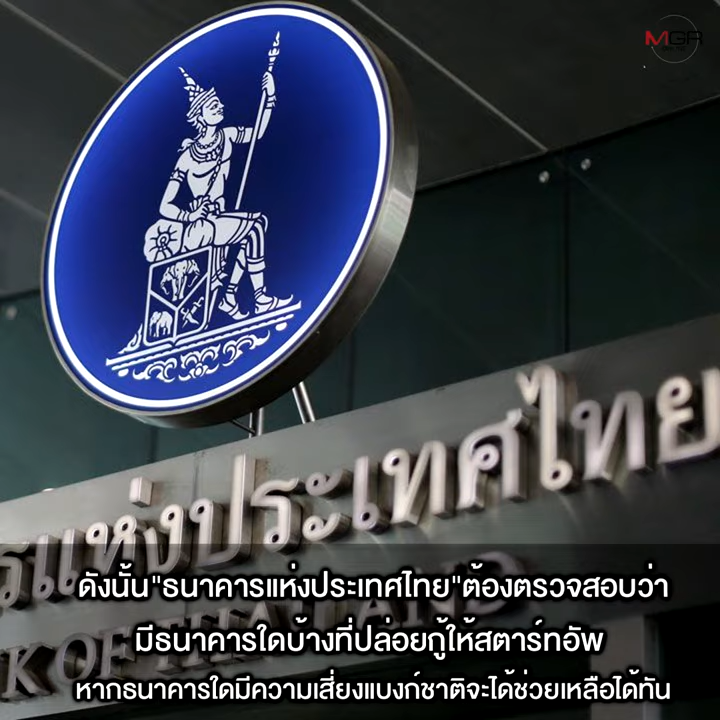 MGR
รแห่งประเทศไทย
K OF THAILAND
ดังนั้น"ธนาคารแห่งประเทศไทย"ต้องตรวจสอบว่า
มีธนาคารใดบ้างที่ปล่อยกู้ให้สตาร์ทอัพ
หากธนาคารใดมีความเสี่ยงแบงก์ชาติจะได้ช่วยเหลือได้ทัน